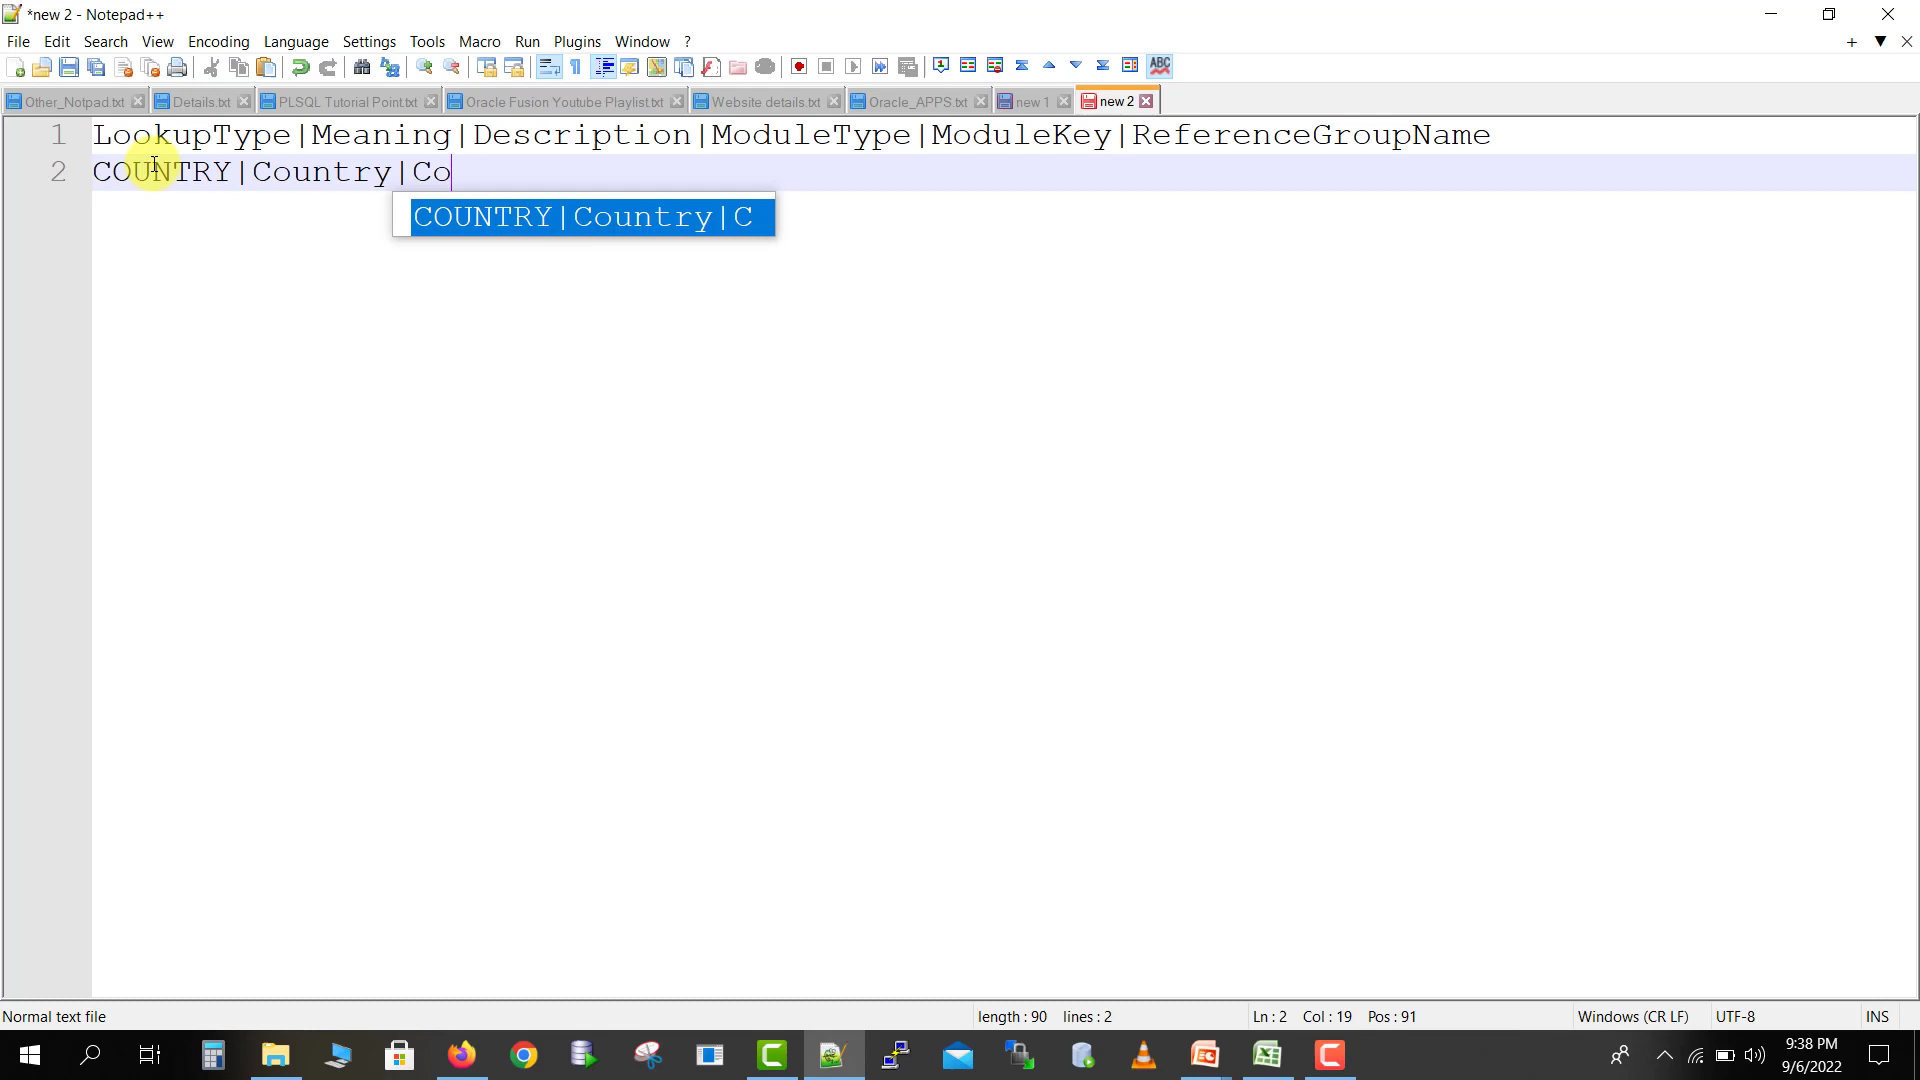 *new 2 - Notepad++
File Edit Search View Encoding Language Settings Tools Macro Run Plugins Window ?
Other_Notpad.txt Details.txt PLSQL Tutorial Point.txt Oracle Fusion Youtube Playlist.txt Website details.txt Oracle_APPS.txt new 1 new 2
1 LookupType|Meaning|Description|ModuleType|ModuleKey|ReferenceGroupName
2 COUNTRY|Country|Co
COUNTRY|Country|C
Normal text file length : 90 lines : 2 Ln : 2 Col : 19 Pos : 91 Windows (CR LF) UTF-8 INS
9:38 PM
9/6/2022